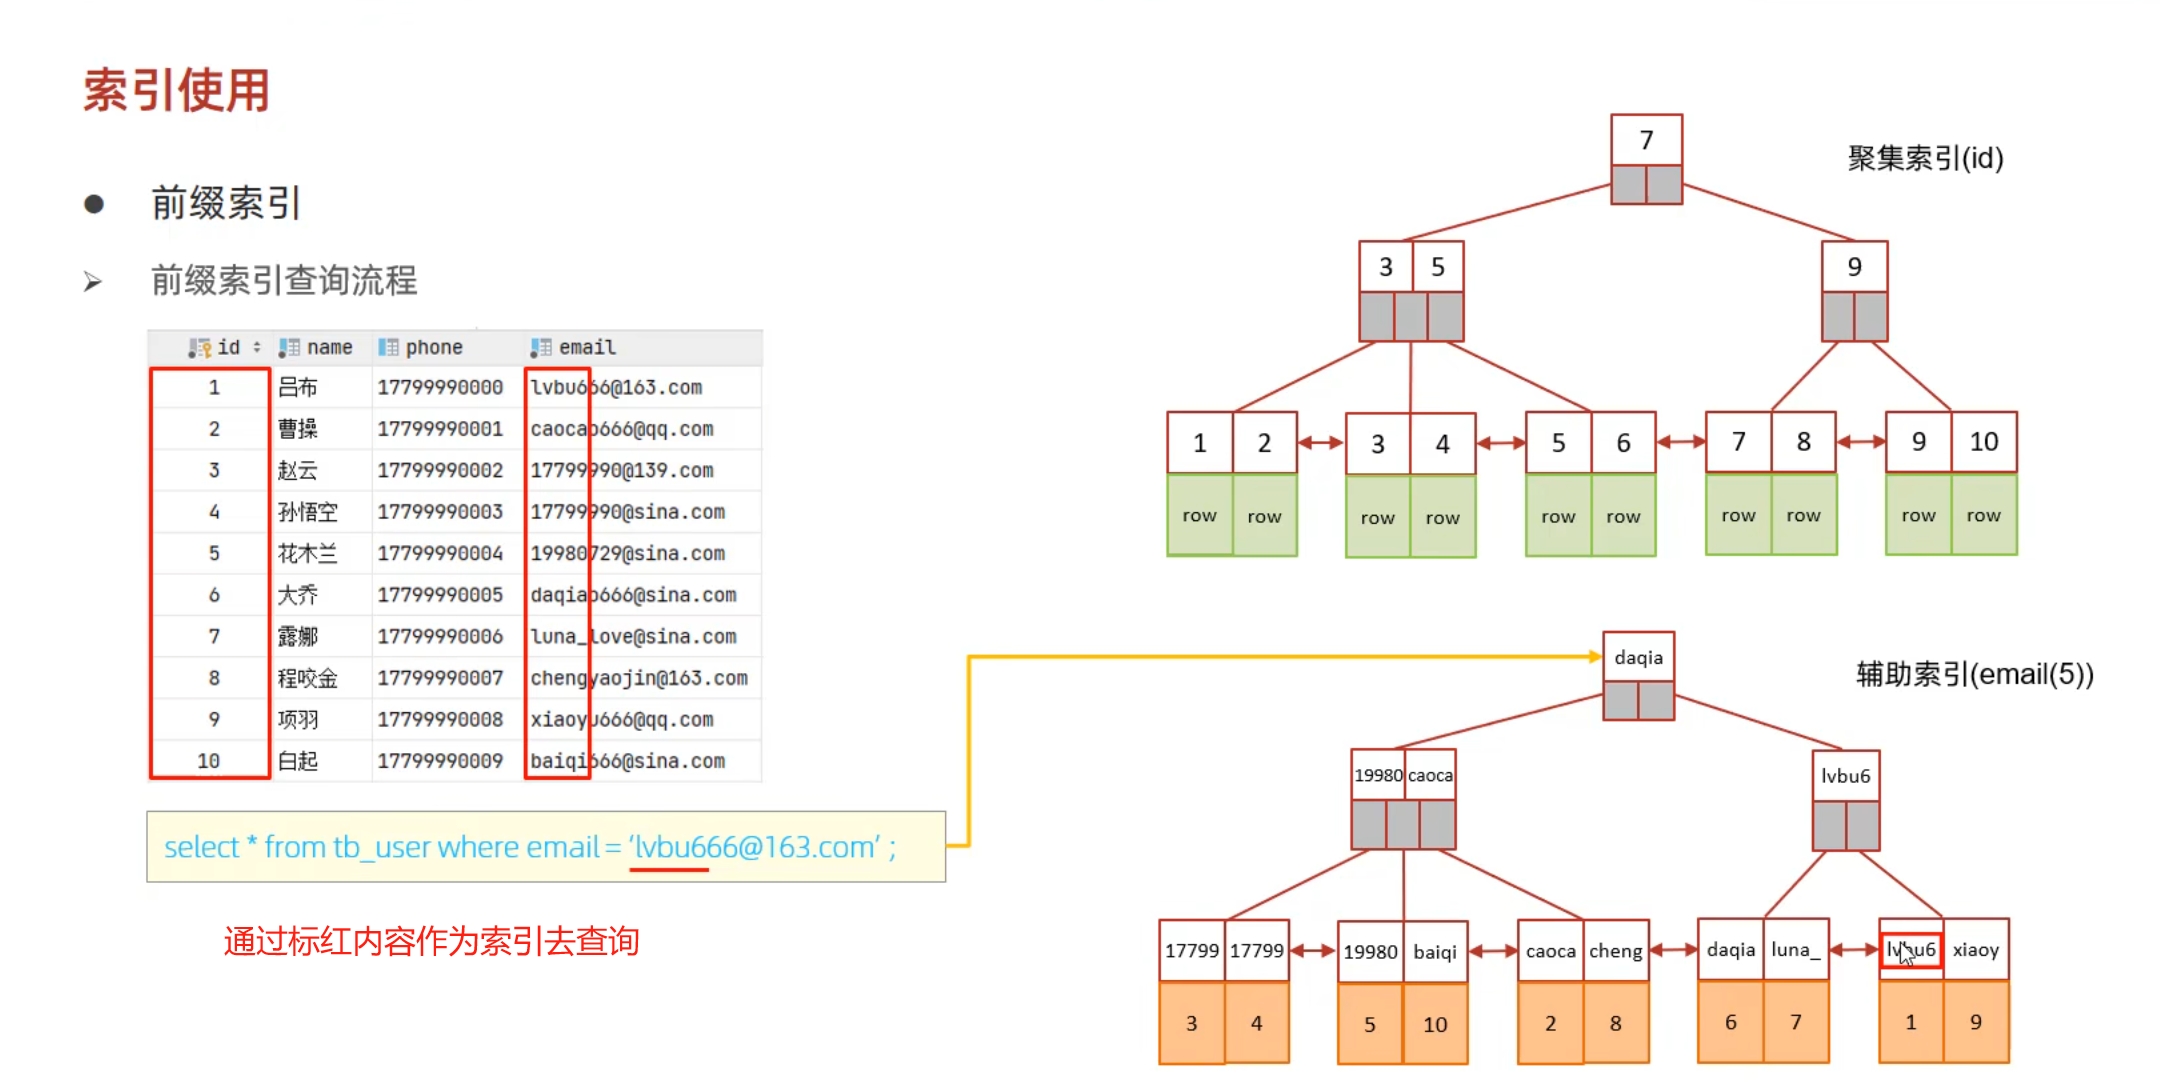 索引使用
● 前缀索引
➢ 前缀索引查询流程
id name phone email
1 吕布 17799990000 lvbu666@163.com
2 曹操 17799990001 caocao666@qq.com
3 赵云 17799990002 17799990@139.com
4 孙悟空 17799990003 17799990@sina.com
5 花木兰 17799990004 19980729@sina.com
6 大乔 17799990005 daqiao666@sina.com
7 露娜 17799990006 luna_love@sina.com
8 程咬金 17799990007 chengyaojin@163.com
9 项羽 17799990008 xiaoyu666@qq.com
10 白起 17799990009 baiqi666@sina.com
select * from tb_user where email = ‘lvbu666@163.com’ ;
通过标红内容作为索引去查询
聚集索引(id)
7
3 5 9
1 2 3 4 5 6 7 8 9 10
row row row row row row row row row row
辅助索引(email(5))
daqia
19980 caoca lvbu6
17799 17799 19980 baiqi caoca cheng daqia luna_ lvbu6 xiaoy
3 4 5 10 2 8 6 7 1 9